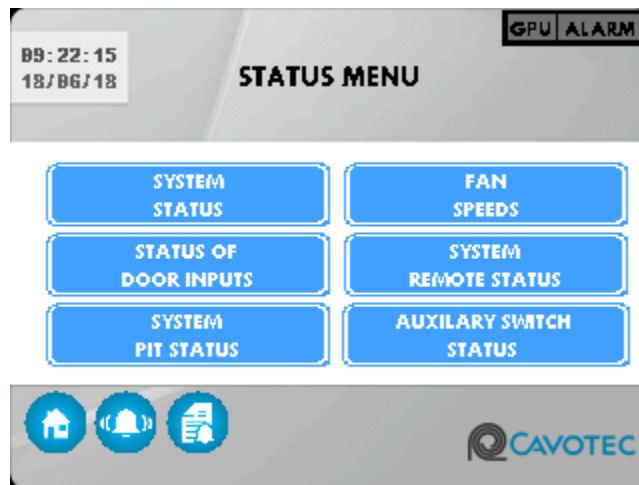 GPU ALARM
09:22:15
18/06/18
STATUS MENU
SYSTEM
STATUS
FAN
SPEEDS
STATUS OF
DOOR INPUTS
SYSTEM
REMOTE STATUS
SYSTEM
PIT STATUS
AUXILARY SWITCH
STATUS
CAVOTEC